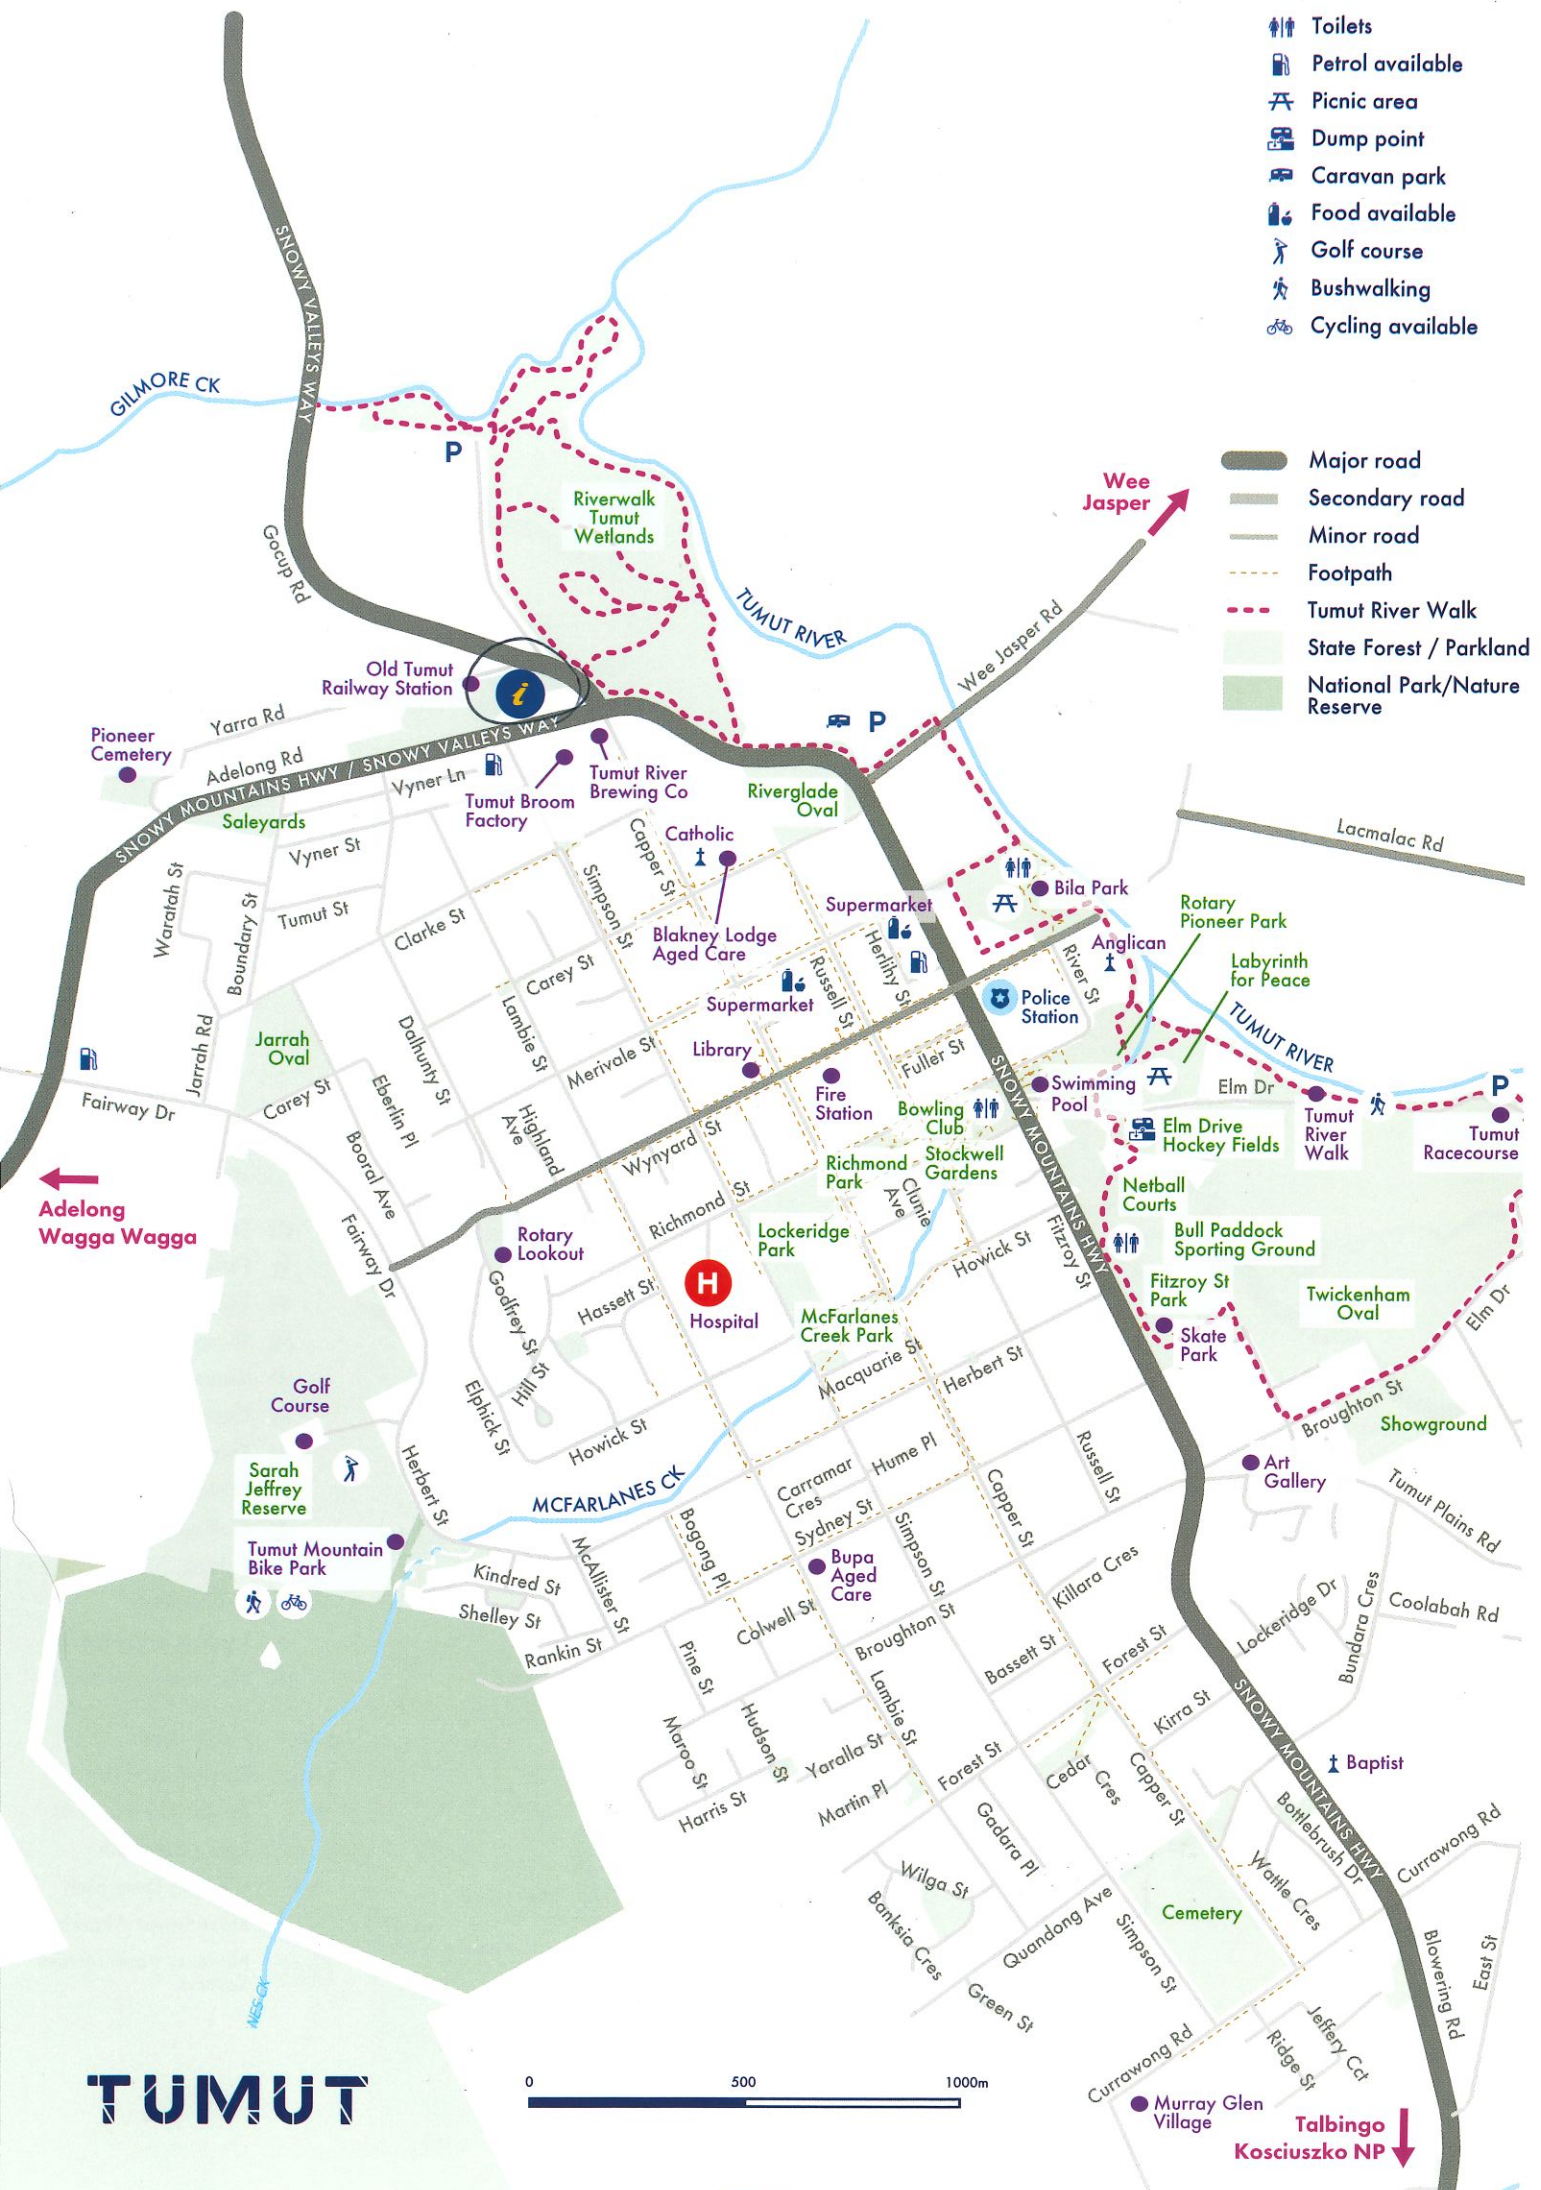 Toilets
Petrol available
Picnic area
Dump point
Caravan park
Food available
Golf course
Bushwalking
Cycling available
Major road
Secondary road
Minor road
Footpath
Tumut River Walk
State Forest / Parkland
National Park/Nature
Reserve
SNOWY VALLEYS WAY
GILMORE CK
P
Riverwalk
Tumut
Wetlands
Wee
Jasper
Gocup Rd
TUMUT RIVER
Wee Jasper Rd
Old Tumut
Railway Station
i
P
Yarra Rd
Pioneer
Cemetery
Adelong Rd
SNOWY MOUNTAINS HWY / SNOWY VALLEYS WAY
Vyner Ln
Tumut River
Brewing Co
Tumut Broom
Factory
Riverglade
Oval
Saleyards
Lacmalac Rd
Vyner St
Capper St
Catholic
Simpson St
Waratah St
Boundary St
Tumut St
Clarke St
Bila Park
Supermarket
Rotary
Pioneer Park
Blakney Lodge
Aged Care
Herlihy St
Anglican
River St
Labyrinth
for Peace
Carey St
Russell St
Supermarket
Police
Station
TUMUT RIVER
Lambie St
Dalhunty St
Jarrah Rd
Jarrah
Oval
Merivale St
Library
Fuller St
SNOWY MOUNTAINS HWY
Swimming
Pool
Elm Dr
P
Fairway Dr
Carey St
Eberlin Pl
Fire
Station
Bowling
Club
Tumut
River
Walk
Tumut
Racecourse
Elm Drive
Hockey Fields
Highland
Ave
Wynyard St
Booral Ave
Richmond
Park
Stockwell
Gardens
Clunie
Ave
Netball
Courts
Adelong
Wagga Wagga
Richmond St
Fairway Dr
Rotary
Lookout
Lockeridge
Park
Howick St
Fitzroy St
Bull Paddock
Sporting Ground
Godfrey St
Hassett St
H
Hospital
Fitzroy St
Park
Twickenham
Oval
Elm Dr
McFarlanes
Creek Park
Skate
Park
Macquarie St
Herbert St
Hill St
Golf
Course
Elphick St
Howick St
Broughton St
Showground
Herbert St
Sarah
Jeffrey
Reserve
MCFARLANES CK
Carramar
Cres
Hume Pl
Russell St
Capper St
Art
Gallery
Tumut Plains Rd
Sydney St
Bogong Pl
Simpson St
Tumut Mountain
Bike Park
McAllister St
Bupa
Aged
Care
Killara Cres
Kindred St
Shelley St
Rankin St
Colwell St
Broughton St
Lockeridge Dr
Bundara Cres
Coolabah Rd
Pine St
Bassett St
Forest St
Lambie St
SNOWY MOUNTAINS HWY
Maroo St
Hudson St
Yaralla St
Kirra St
Harris St
Martin Pl
Forest St
Cedar
Cres
Capper St
Baptist
Bottlebrush Dr
Gadara Pl
Currawong Rd
Wilga St
Wattle Cres
Banksia Cres
Quandong Ave
Cemetery
Simpson St
Blowering Rd
East St
Green St
NES CK
Currawong Rd
Ridge St
Jeffery Cct
TUMUT
0 500 1000m
Murray Glen
Village
Talbingo
Kosciuszko NP